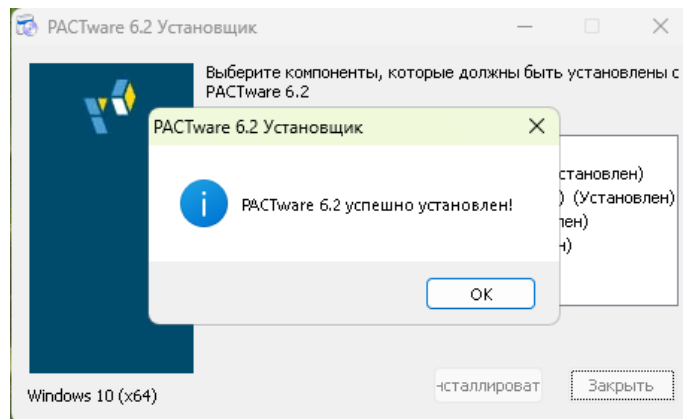 PACTware 6.2 Установщик
Выберите компоненты, которые должны быть установлены с
PACTware 6.2
PACTware 6.2 Установщик
(Установлен)
PACTware 6.2 успешно установлен!
OK
Windows 10 (x64)
Закрыть